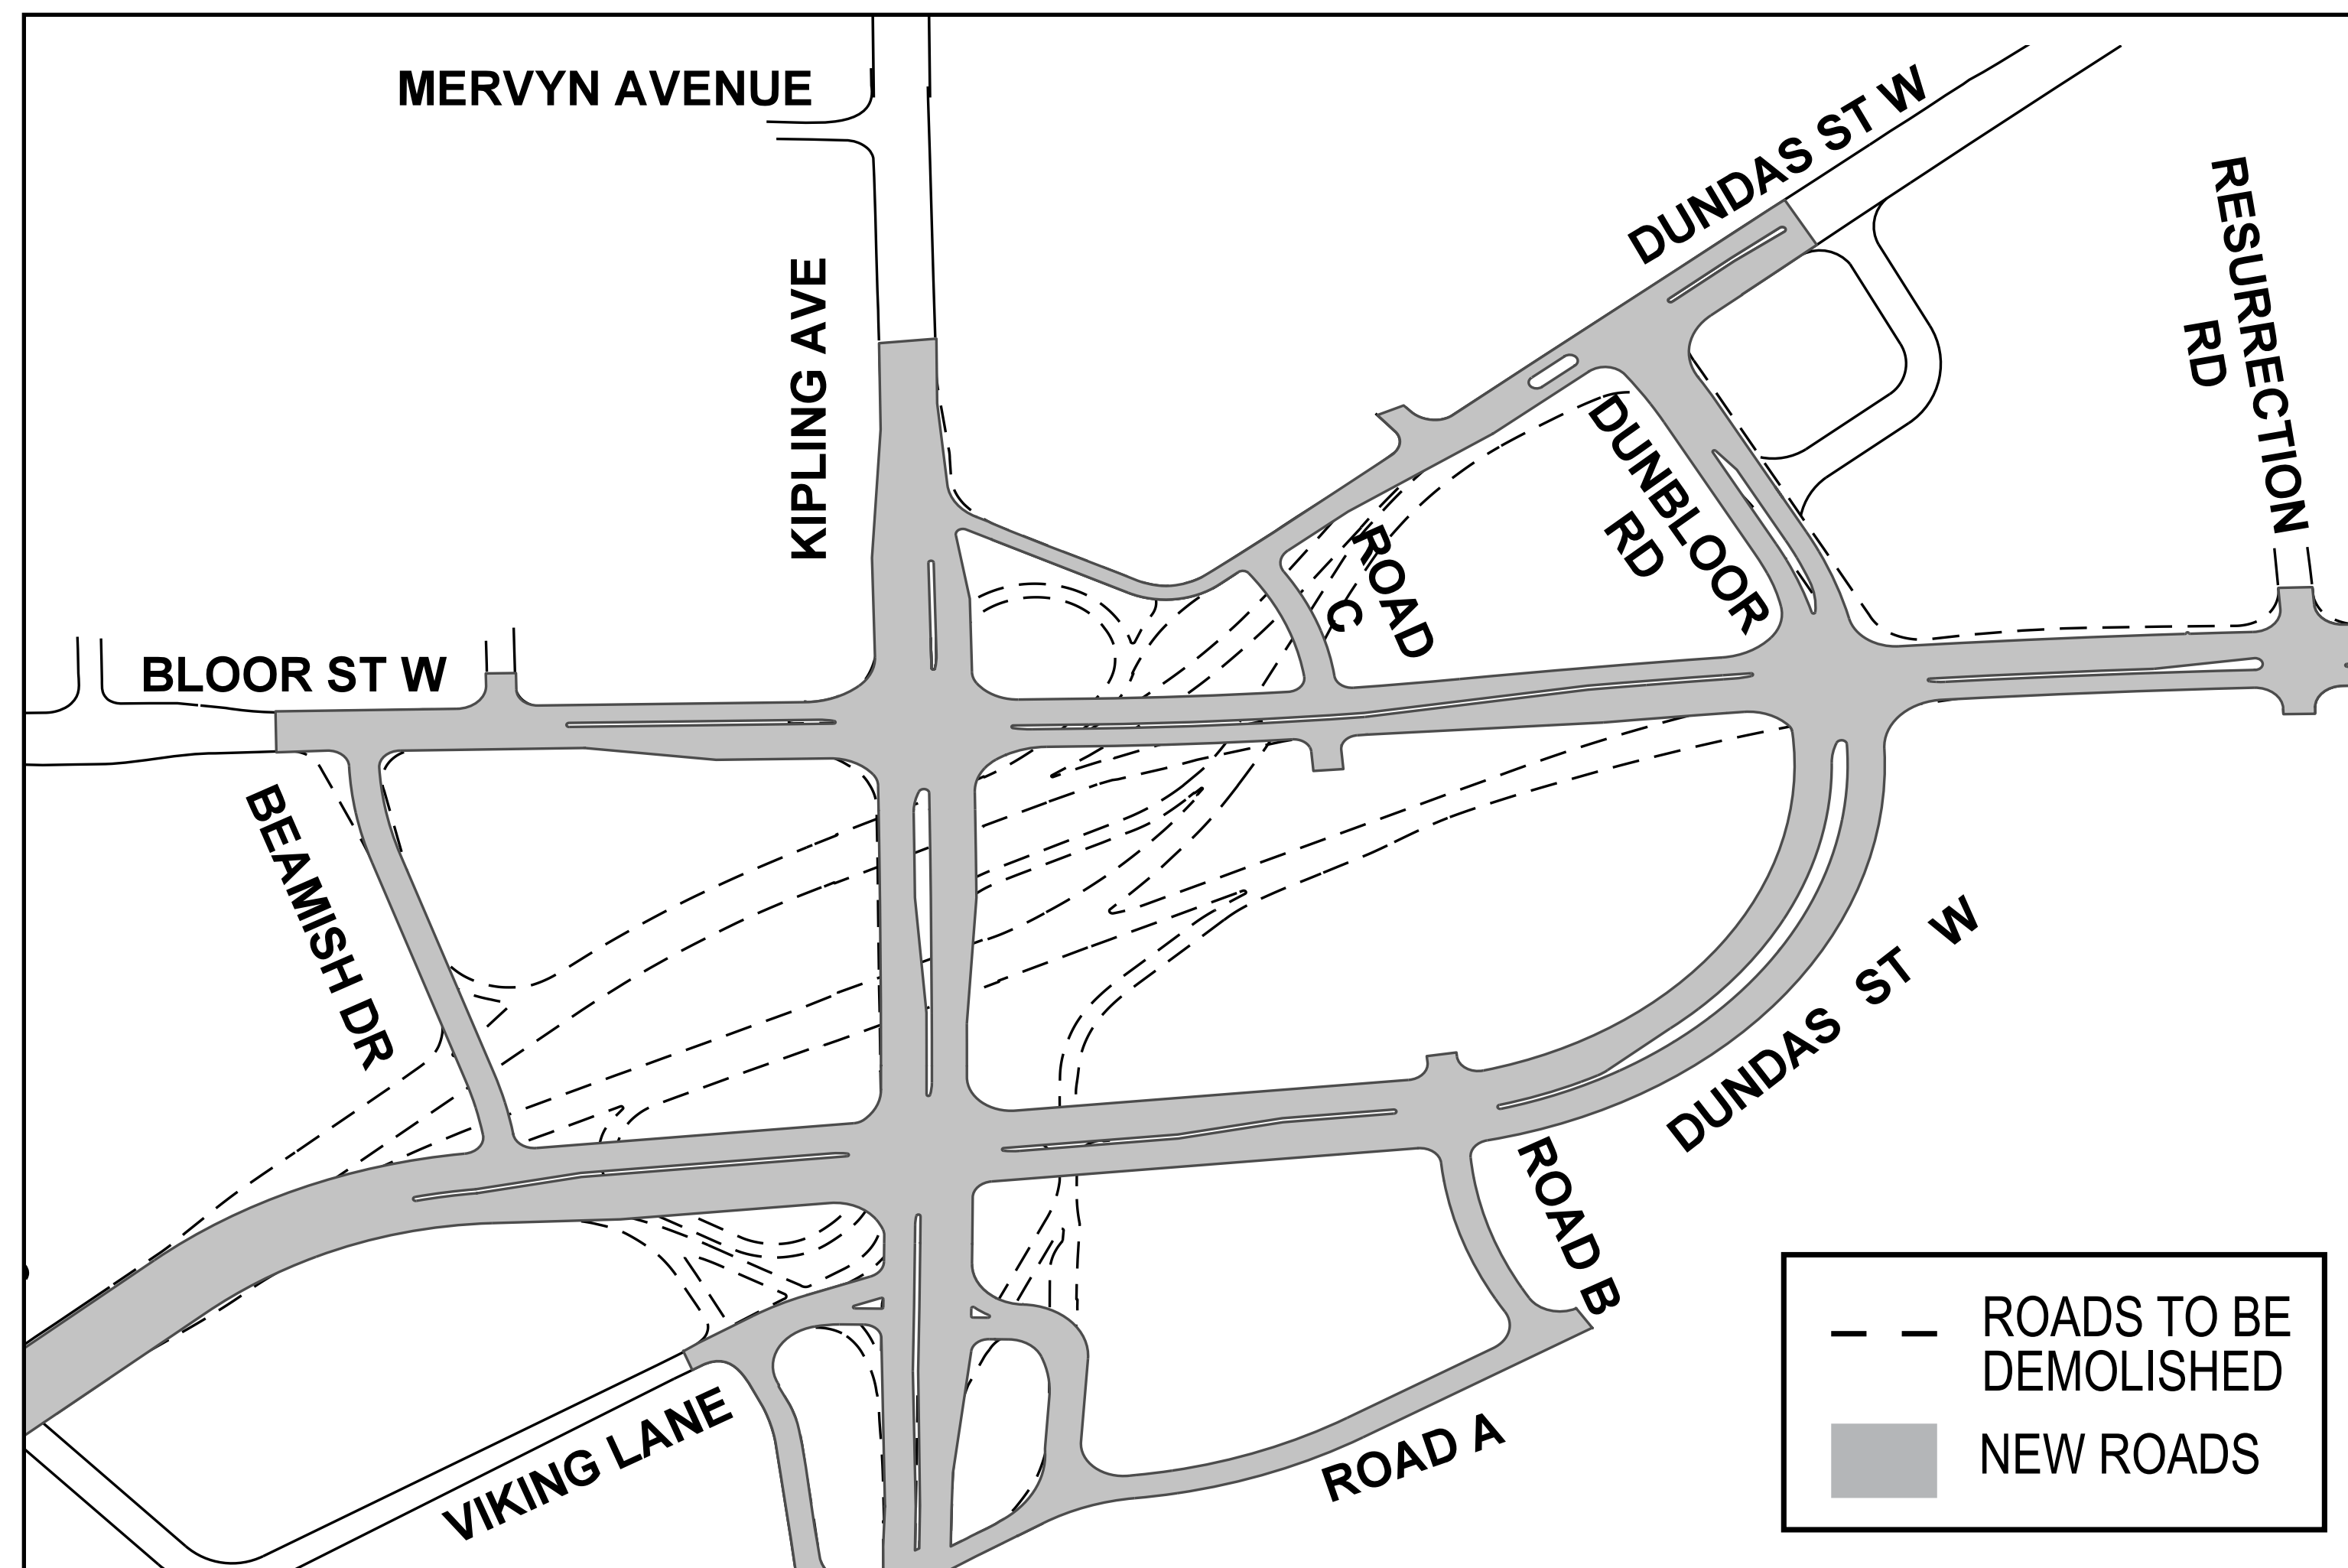 MERVYN AVENUE
DUNDAS ST W
RESURRECTION
RD
KIPLING AVE
DUNBLOOR
RD
ROAD
C
BLOOR ST W
BEAMISH DR
DUNDAS ST W
ROAD B
ROADS TO BE
DEMOLISHED
NEW ROADS
VIKING LANE
ROAD A